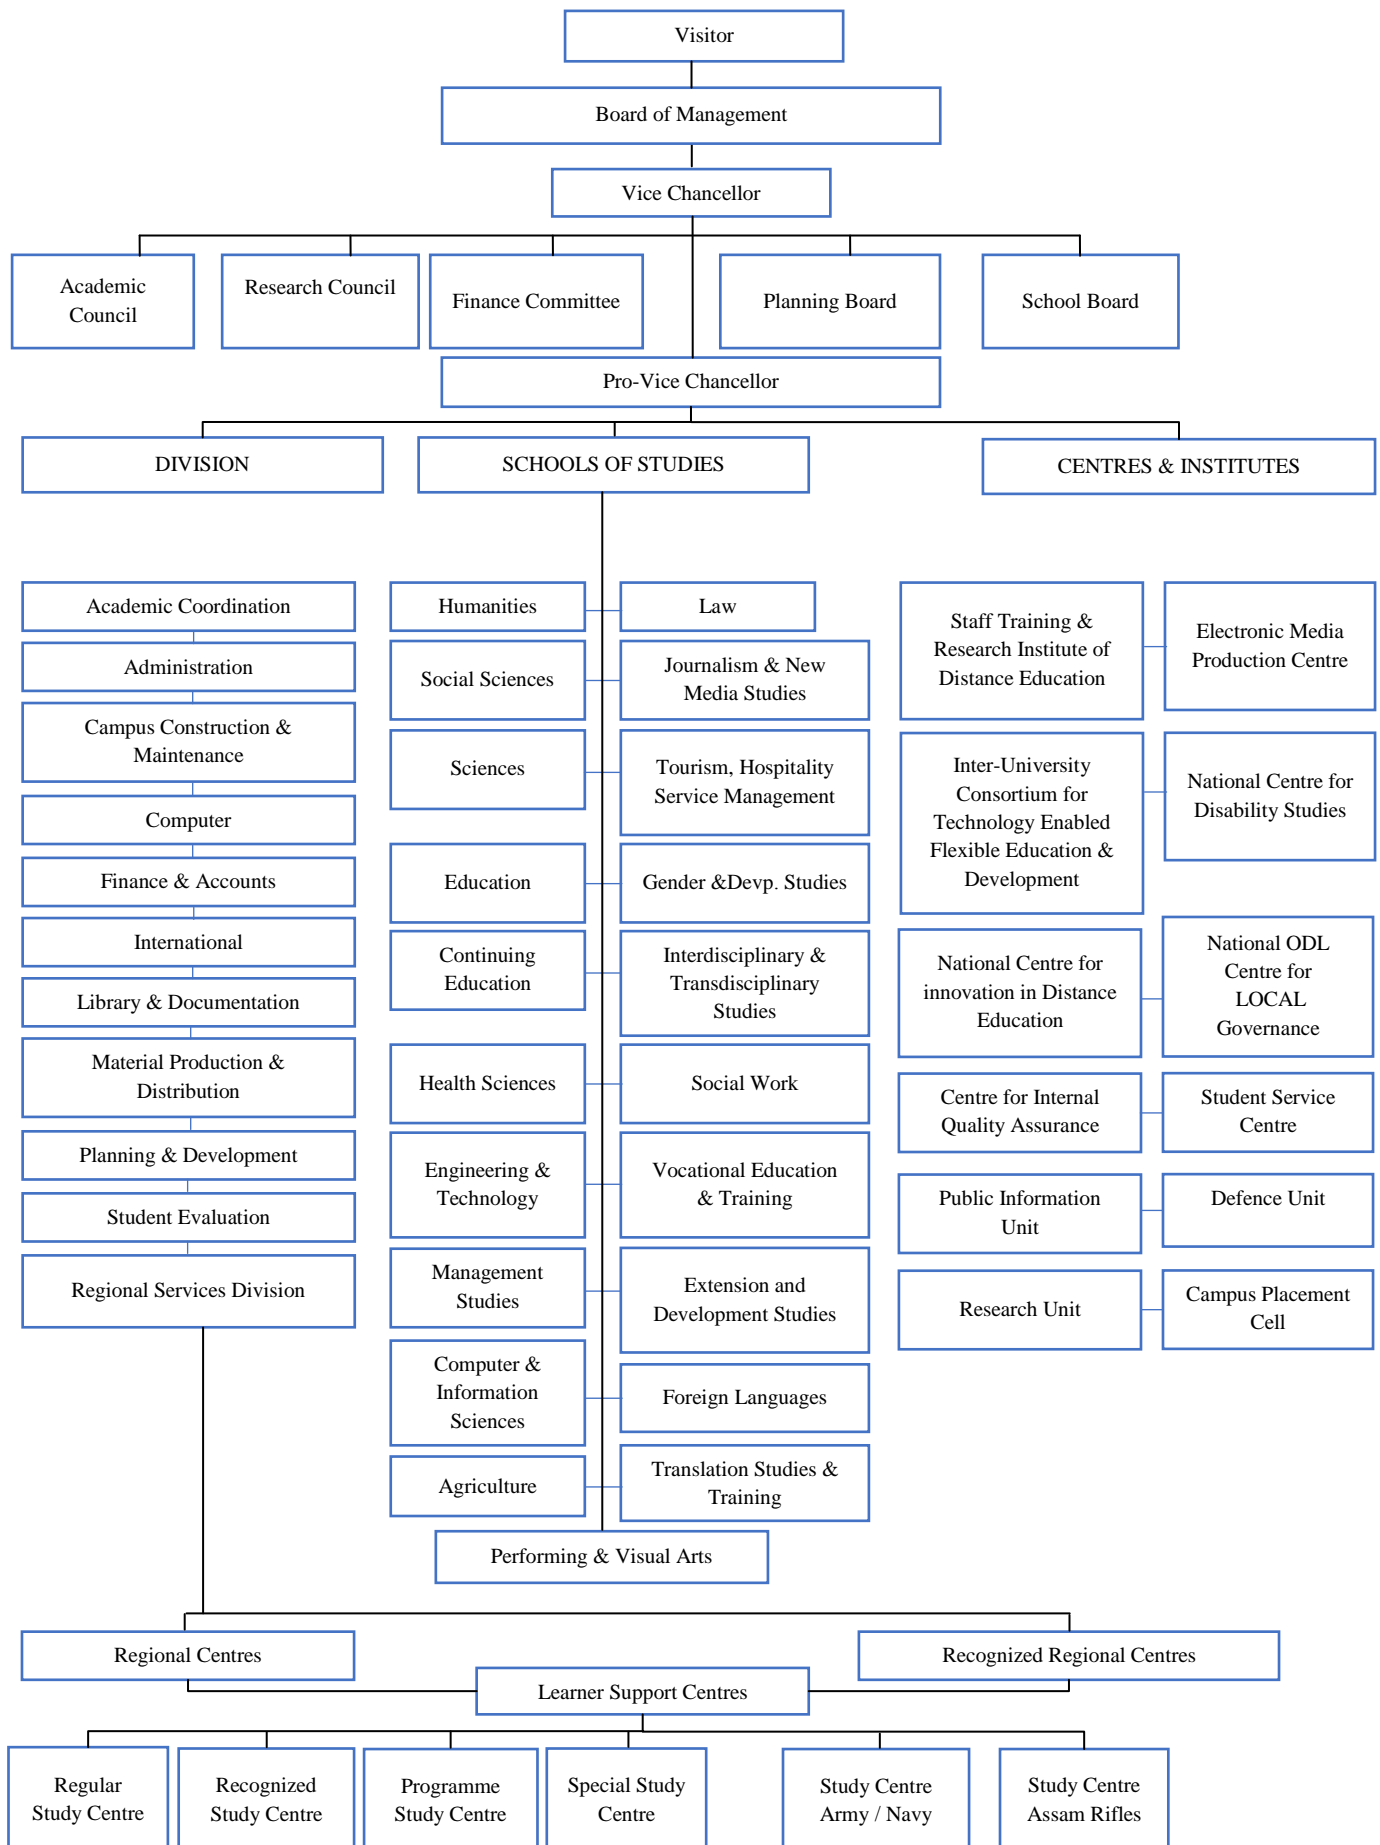 Visitor
Board of Management
Vice Chancellor
Academic
Council
Research Council
Finance Committee
Planning Board
School Board
Pro-Vice Chancellor
DIVISION
SCHOOLS OF STUDIES
CENTRES & INSTITUTES
Academic Coordination
Administration
Campus Construction &
Maintenance
Computer
Finance & Accounts
International
Library & Documentation
Material Production &
Distribution
Planning & Development
Student Evaluation
Regional Services Division
Humanities
Law
Social Sciences
Journalism & New
Media Studies
Sciences
Tourism, Hospitality
Service Management
Education
Gender &Devp. Studies
Continuing
Education
Interdisciplinary &
Transdisciplinary
Studies
Health Sciences
Social Work
Engineering &
Technology
Vocational Education
& Training
Management
Studies
Extension and
Development Studies
Computer &
Information
Sciences
Foreign Languages
Agriculture
Translation Studies &
Training
Performing & Visual Arts
Staff Training &
Research Institute of
Distance Education
Electronic Media
Production Centre
Inter-University
Consortium for
Technology Enabled
Flexible Education &
Development
National Centre for
Disability Studies
National Centre for
innovation in Distance
Education
National ODL
Centre for
LOCAL
Governance
Centre for Internal
Quality Assurance
Student Service
Centre
Public Information
Unit
Defence Unit
Research Unit
Campus Placement
Cell
Regional Centres
Recognized Regional Centres
Learner Support Centres
Regular
Study Centre
Recognized
Study Centre
Programme
Study Centre
Special Study
Centre
Study Centre
Army / Navy
Study Centre
Assam Rifles